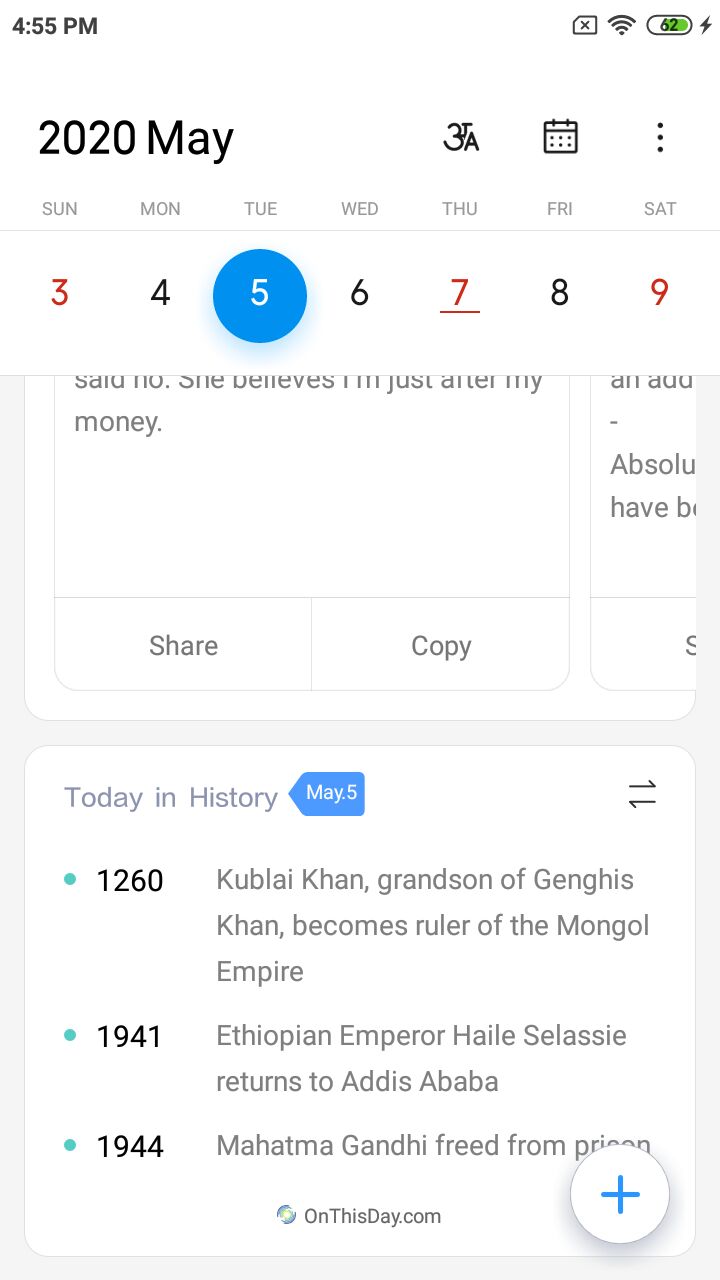 4:55 PM
62
2020 May
अA
SUN MON TUE WED THU FRI SAT
3 4 5 6 7 8 9
said no. She believes I'm just after my
money.
an add
-
Absolu
have be
Share Copy S
Today in History May.5
1260 Kublai Khan, grandson of Genghis
Khan, becomes ruler of the Mongol
Empire
1941 Ethiopian Emperor Haile Selassie
returns to Addis Ababa
1944 Mahatma Gandhi freed from prison
OnThisDay.com